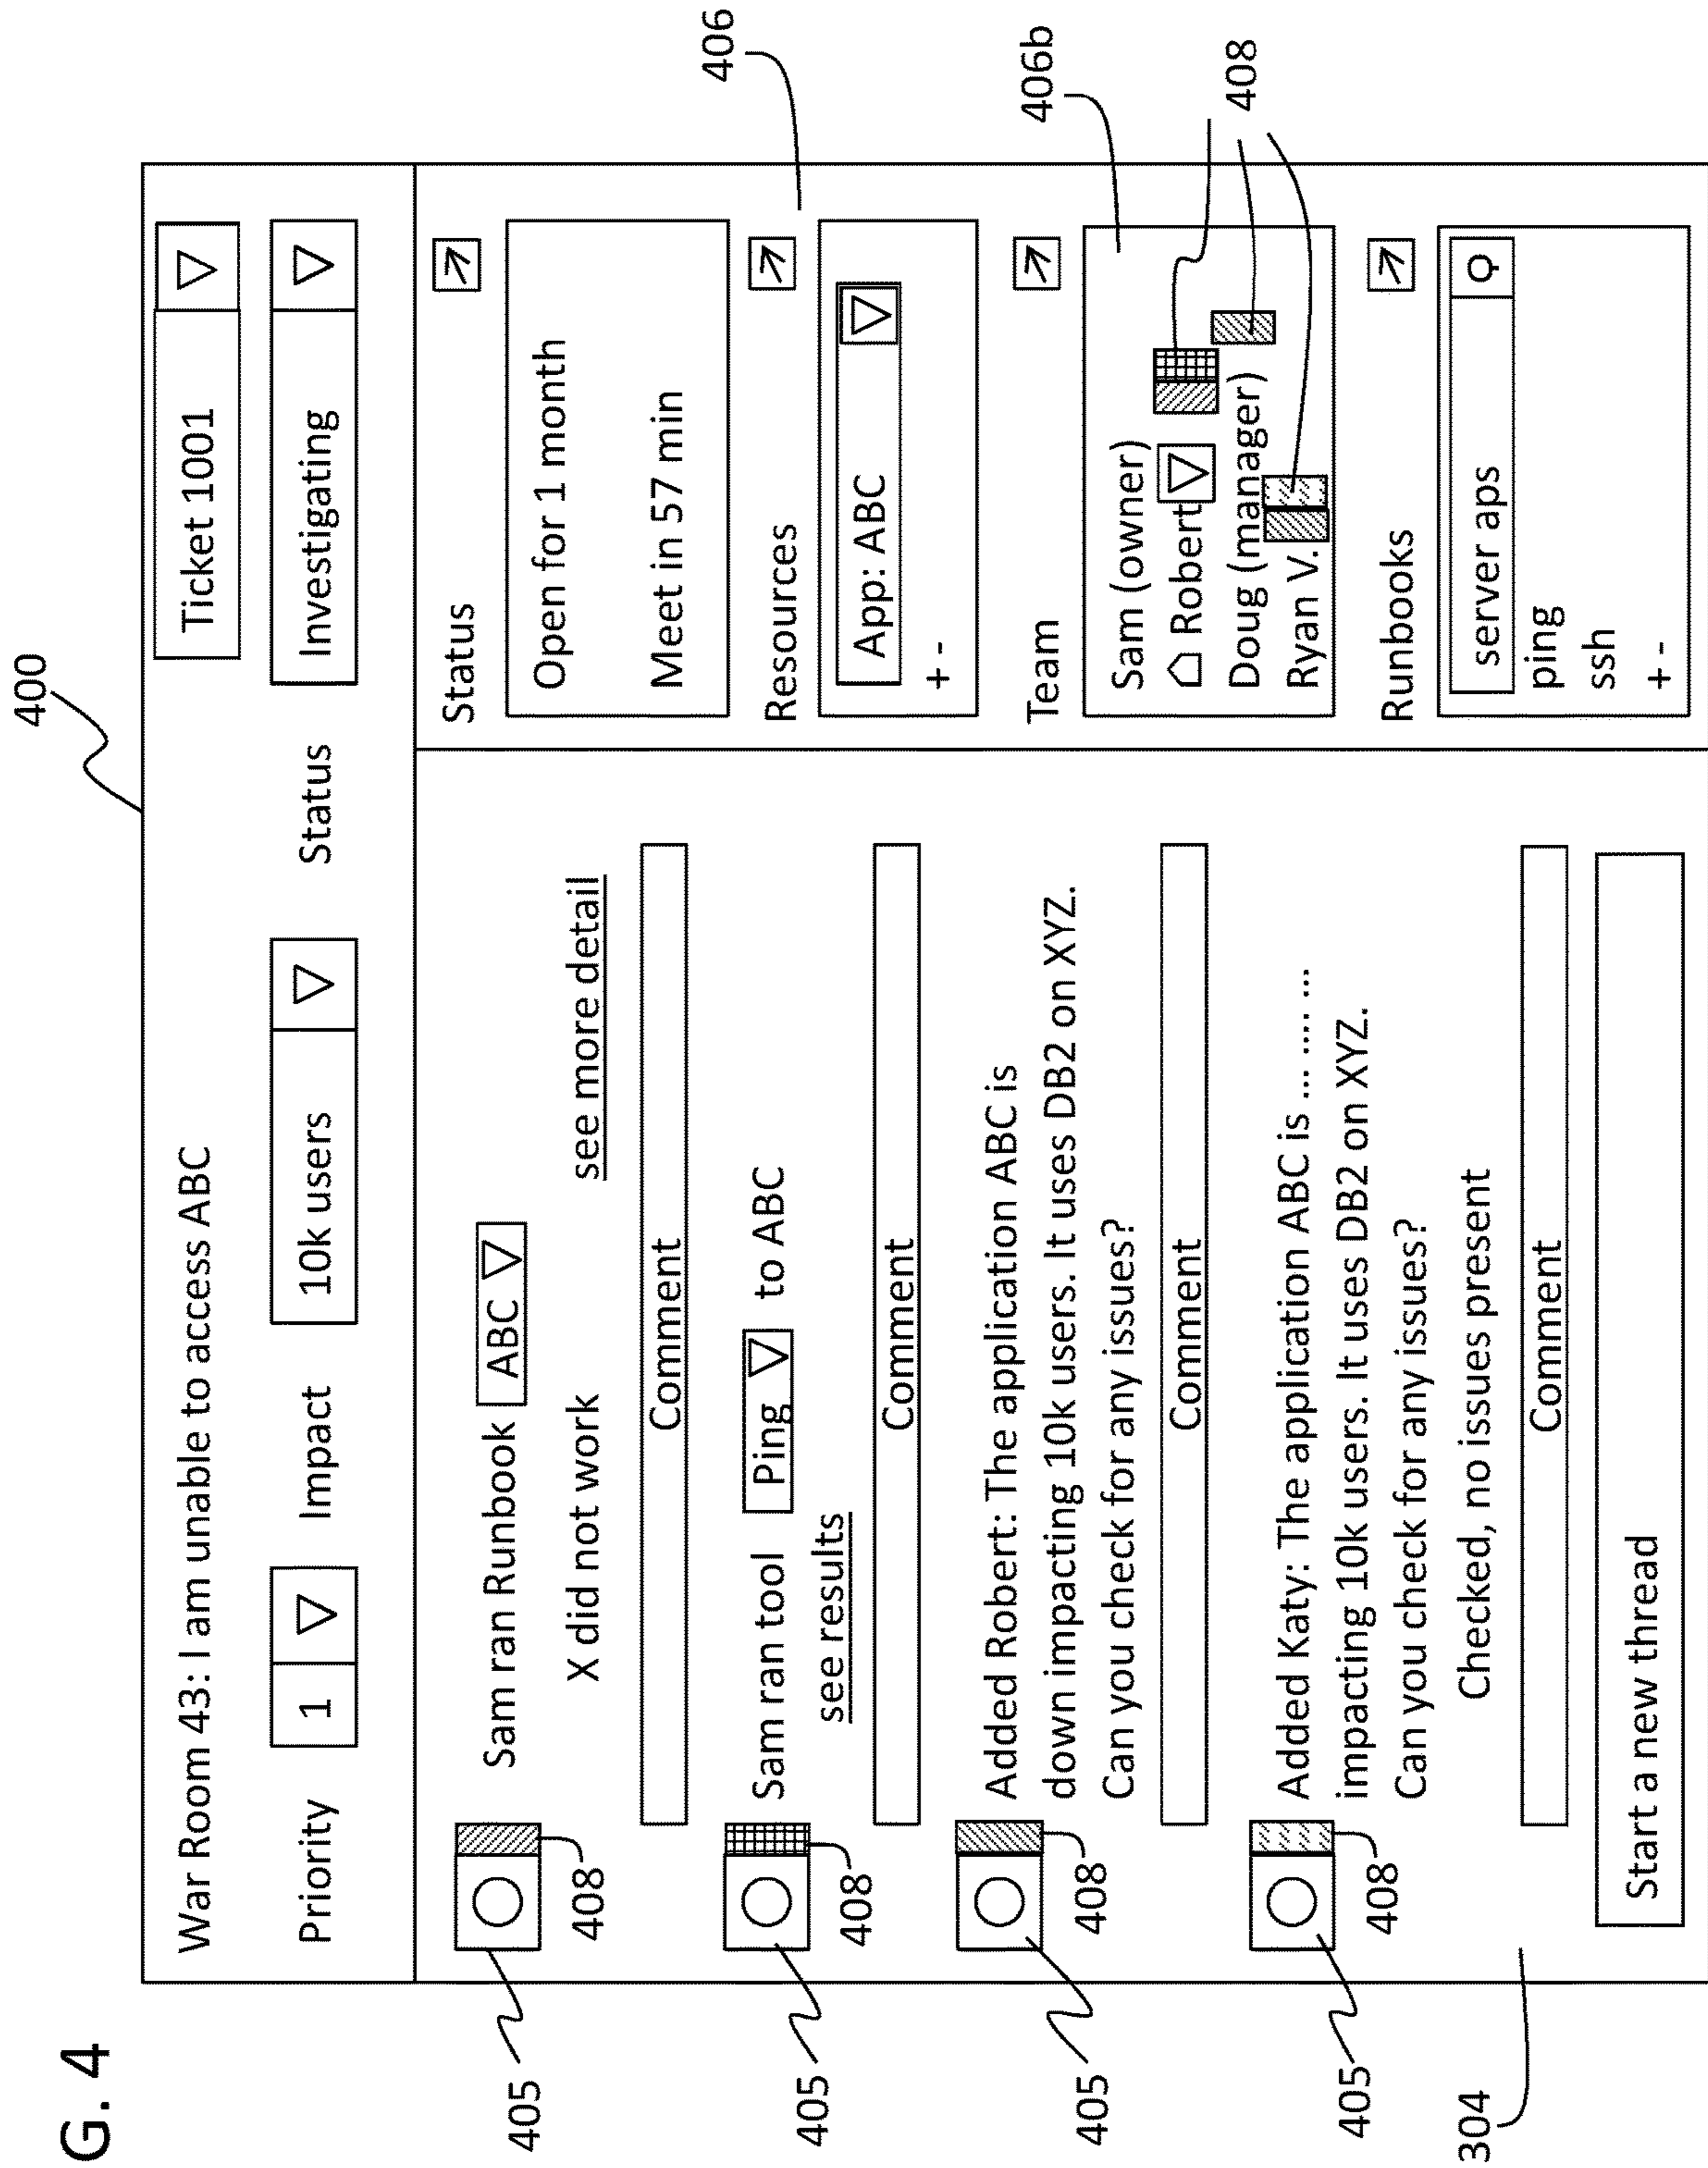 G. 4
400
War Room 43: I am unable to access ABC
Ticket 1001
Priority 1 Impact 10k users Status Investigating
405
408
Sam ran Runbook ABC
X did not work
see more detail
Comment
405
408
Sam ran tool Ping to ABC
see results
Comment
405
408
Added Robert: The application ABC is
down impacting 10k users. It uses DB2 on XYZ.
Can you check for any issues?
Comment
405
408
Added Katy: The application ABC is ... .... ...
impacting 10k users. It uses DB2 on XYZ.
Can you check for any issues?
Checked, no issues present
Comment
304
Start a new thread
Status
Open for 1 month
Meet in 57 min
Resources
406
App: ABC
+ -
Team
406b
Sam (owner)
Robert
Doug (manager)
Ryan V.
408
Runbooks
server aps
ping
ssh
+ -